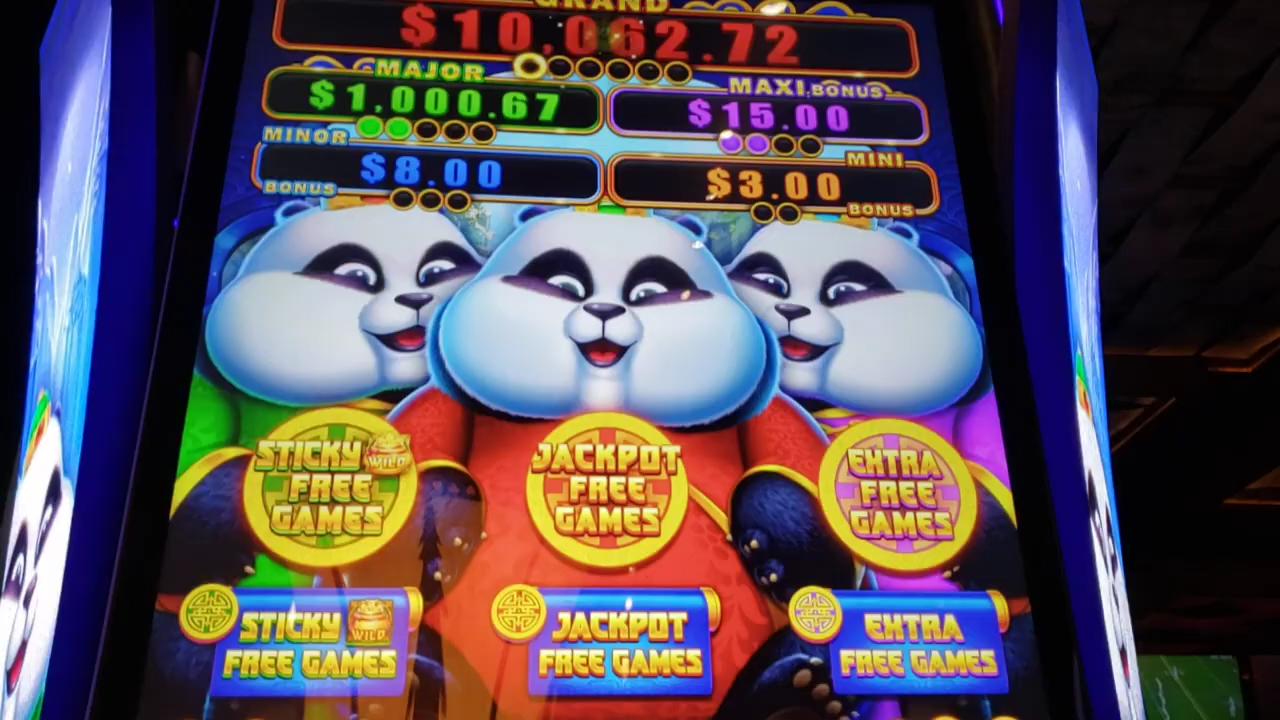 GRAND
$10,062.72
MAJOR
$1,000.67
MAXI BONUS
$15.00
MINOR
$8.00
BONUS
MINI
$3.00
BONUS
STICKY WILD
FREE
GAMES
JACKPOT
FREE
GAMES
EXTRA
FREE
GAMES
STICKY WILD
FREE GAMES
JACKPOT
FREE GAMES
EXTRA
FREE GAMES